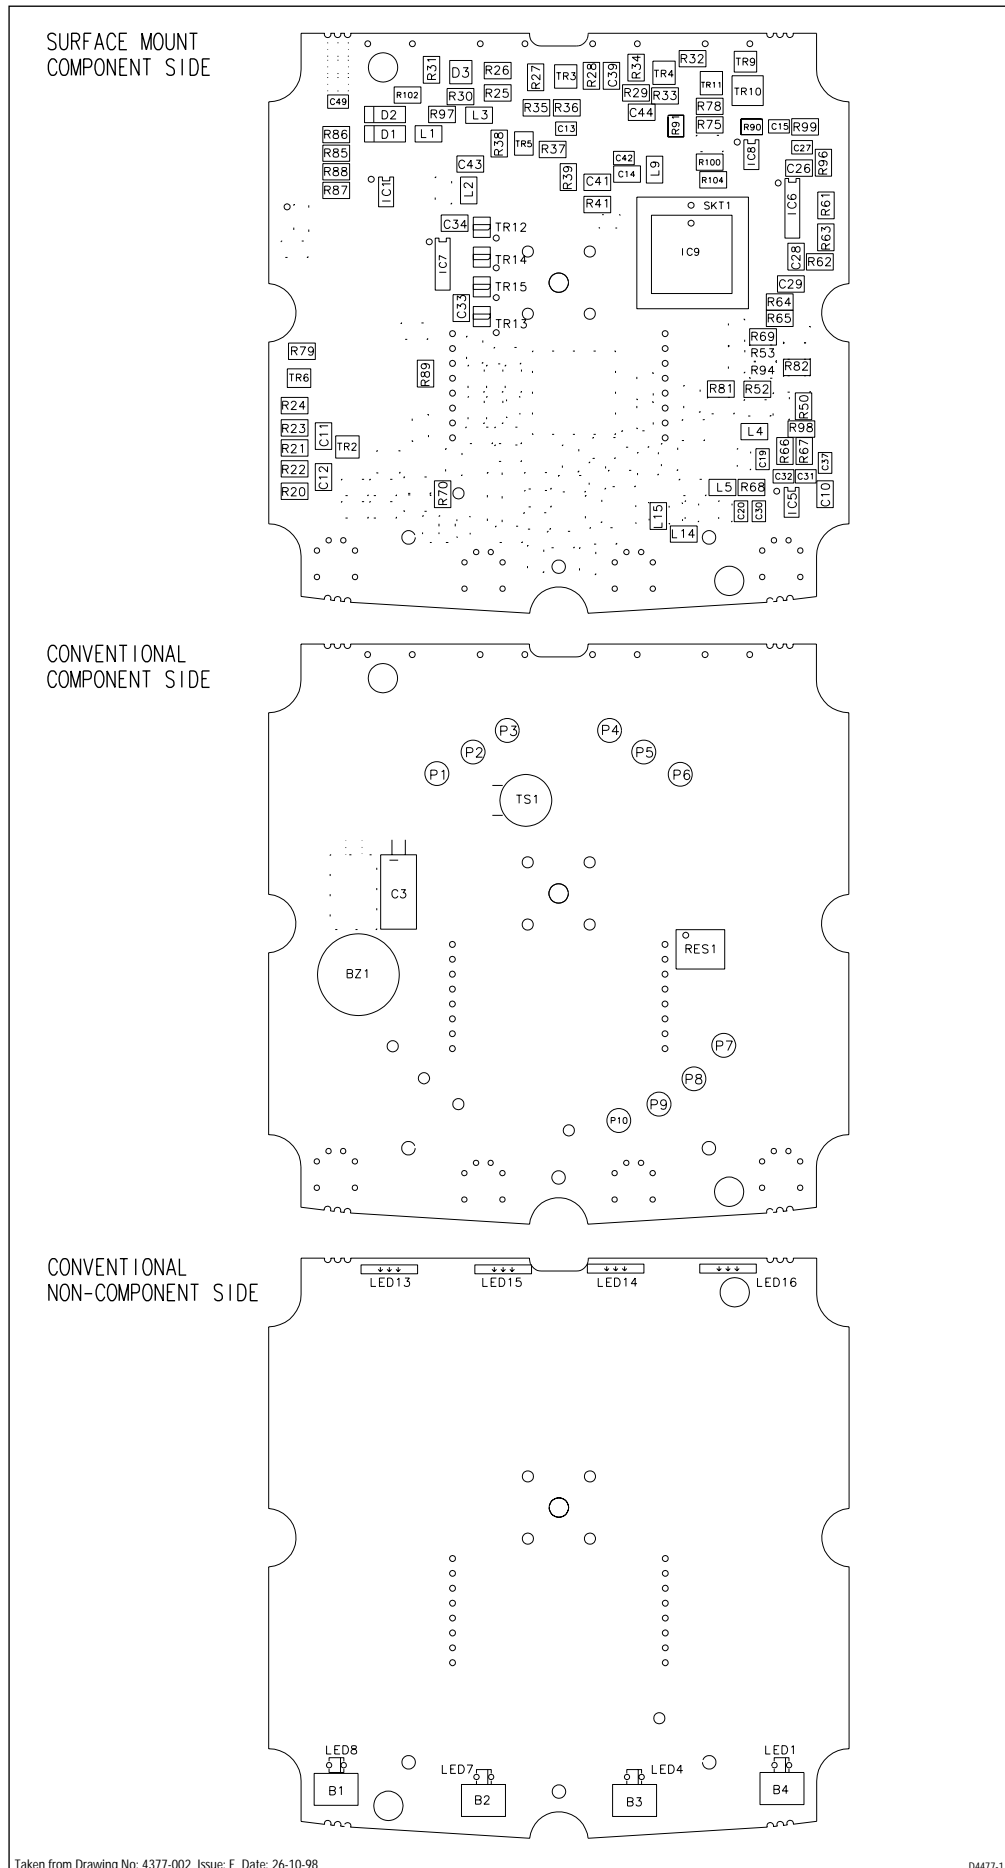 SURFACE MOUNT
COMPONENT SIDE
R31
D3
R26
R27
TR3
R28
C39
R34
TR4
R32
TR9
TR11
TR10
C49
R102
R30
R25
R29
R33
R78
D2
R97
L3
R35
R36
C44
R91
R75
R90
C15
R99
R86
D1
L1
C13
R38
TR5
R37
R85
C43
C42
C14
L9
R100
IC8
C27
C26
R96
R88
R39
R104
R87
IC1
L2
C41
R41
SKT1
IC6
R61
C34
TR12
IC7
TR14
IC9
R63
C28
R62
TR15
C29
C33
TR13
R64
R65
R69
R79
R53
TR6
R89
R94
R82
R81
R52
R24
R50
R23
C11
TR2
L4
R98
R21
R66
R67
C19
C37
R22
C12
C32
C31
R20
R70
L5
R68
IC5
C10
L15
C20
C30
L14
CONVENTIONAL
COMPONENT SIDE
P3
P4
P2
P5
P1
P6
TS1
C3
RES1
BZ1
P7
P8
P9
P10
CONVENTIONAL
NON-COMPONENT SIDE
LED13
LED15
LED14
LED16
LED8
LED7
LED4
LED1
B1
B2
B3
B4
Taken from Drawing No: 4377-002, Issue: F, Date: 26-10-98
D4477-1